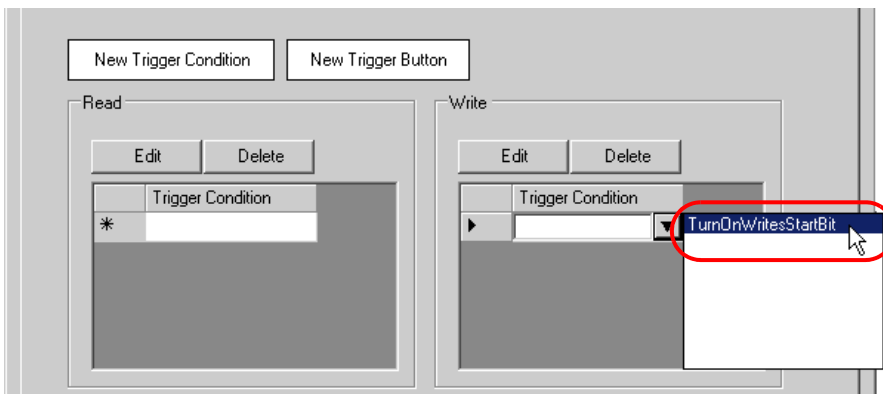 New Trigger Condition New Trigger Button
Read
Edit Delete
Trigger Condition
*
Write
Edit Delete
Trigger Condition
TurnOnWritesStartBit